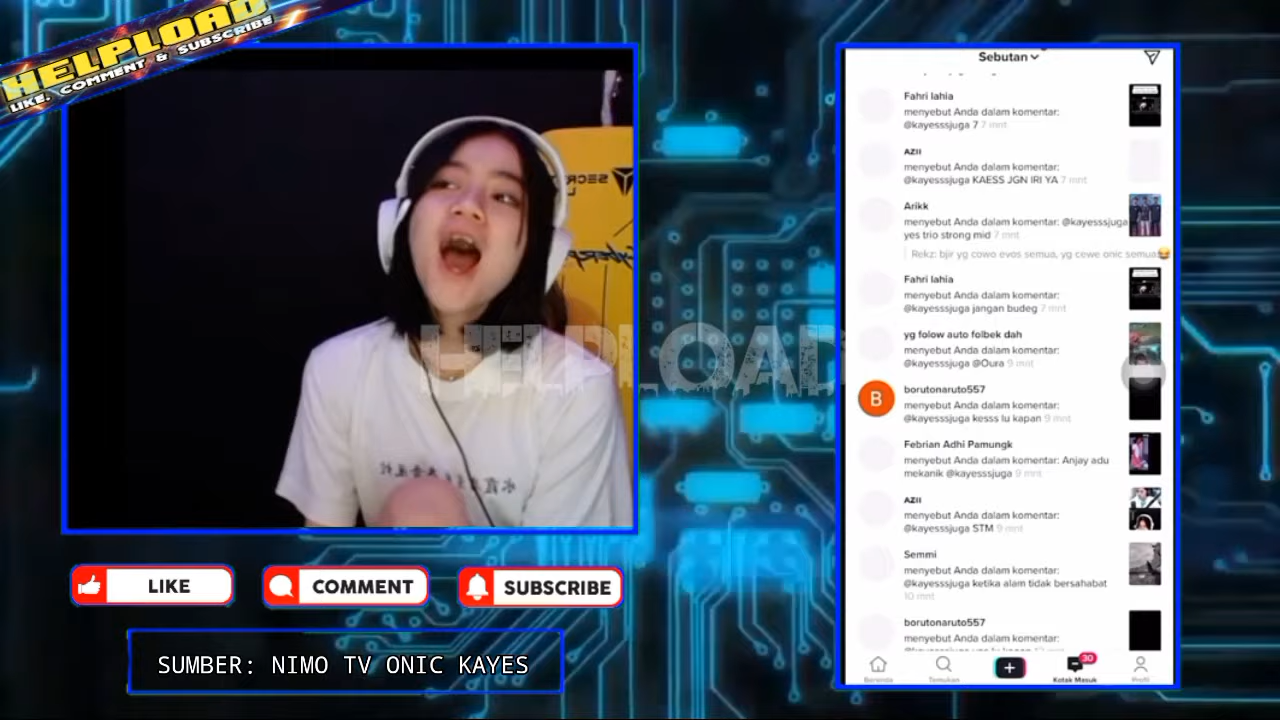 HELPLOAD
LIKE, COMMENT & SUBSCRIBE
HELPLOAD
LIKE
COMMENT
SUBSCRIBE
SUMBER: NIMO TV ONIC KAYES
Sebutan
Fahri lahia
menyebut Anda dalam komentar:
@kayesssjuga 7 7 mnt
AZII
menyebut Anda dalam komentar:
@kayesssjuga KAESS JGN IRI YA 7 mnt
Arikk
menyebut Anda dalam komentar: @kayesssjuga
yes trio strong mid 7 mnt
Rekz: bjir yg cowo evos semua, yg cewe onic semua😂
Fahri lahia
menyebut Anda dalam komentar:
@kayesssjuga jangan budeg 7 mnt
yg folow auto folbek dah
menyebut Anda dalam komentar:
@kayesssjuga @Oura 9 mnt
B
borutonaruto557
menyebut Anda dalam komentar:
@kayesssjuga kesss lu kapan 9 mnt
Febrian Adhi Pamungk
menyebut Anda dalam komentar: Anjay adu
mekanik @kayesssjuga 9 mnt
AZII
menyebut Anda dalam komentar:
@kayesssjuga STM 9 mnt
Semmi
menyebut Anda dalam komentar:
@kayesssjuga ketika alam tidak bersahabat
10 mnt
borutonaruto557
menyebut Anda dalam komentar:
30
Beranda
Temukan
Kotak Masuk
Profil